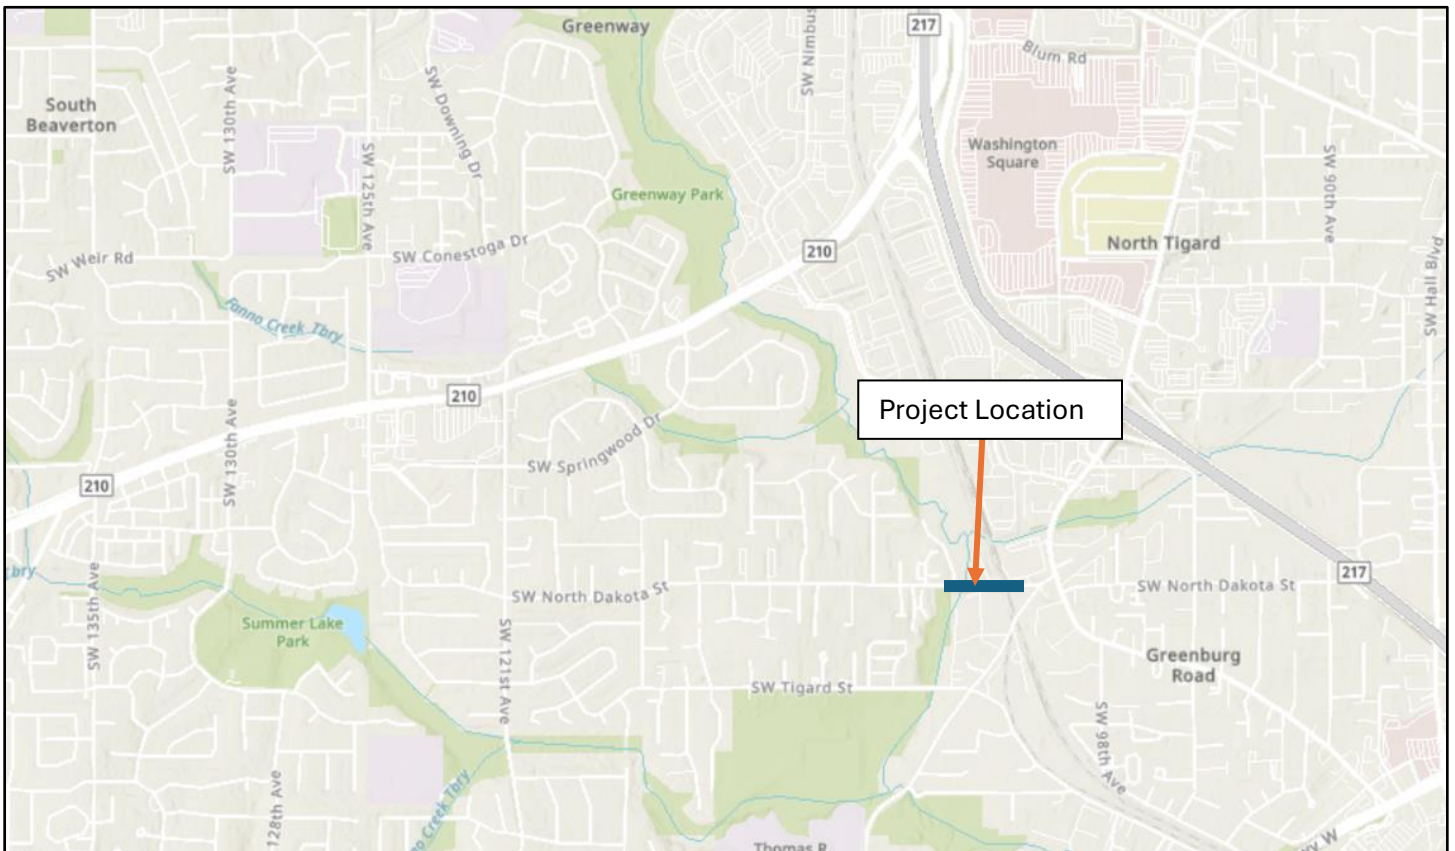 Greenway
217
Blum Rd
SW Nimbus
South
Beaverton
SW 130th Ave
SW Downing Dr
SW 125th Ave
Washington
Square
SW 90th Ave
Greenway Park
North Tigard
SW Conestoga Dr
210
SW Weir Rd
SW Hall Blvd
Fanno Creek Tbry
210
Project Location
SW Springwood Dr
SW 130th Ave
210
bry
SW North Dakota St
SW North Dakota St
217
SW 135th Ave
Summer Lake
Park
SW 121st Ave
Greenburg
Road
SW Tigard St
SW 98th Ave
128th Ave
o Creek Tbry
Thomas R
y W